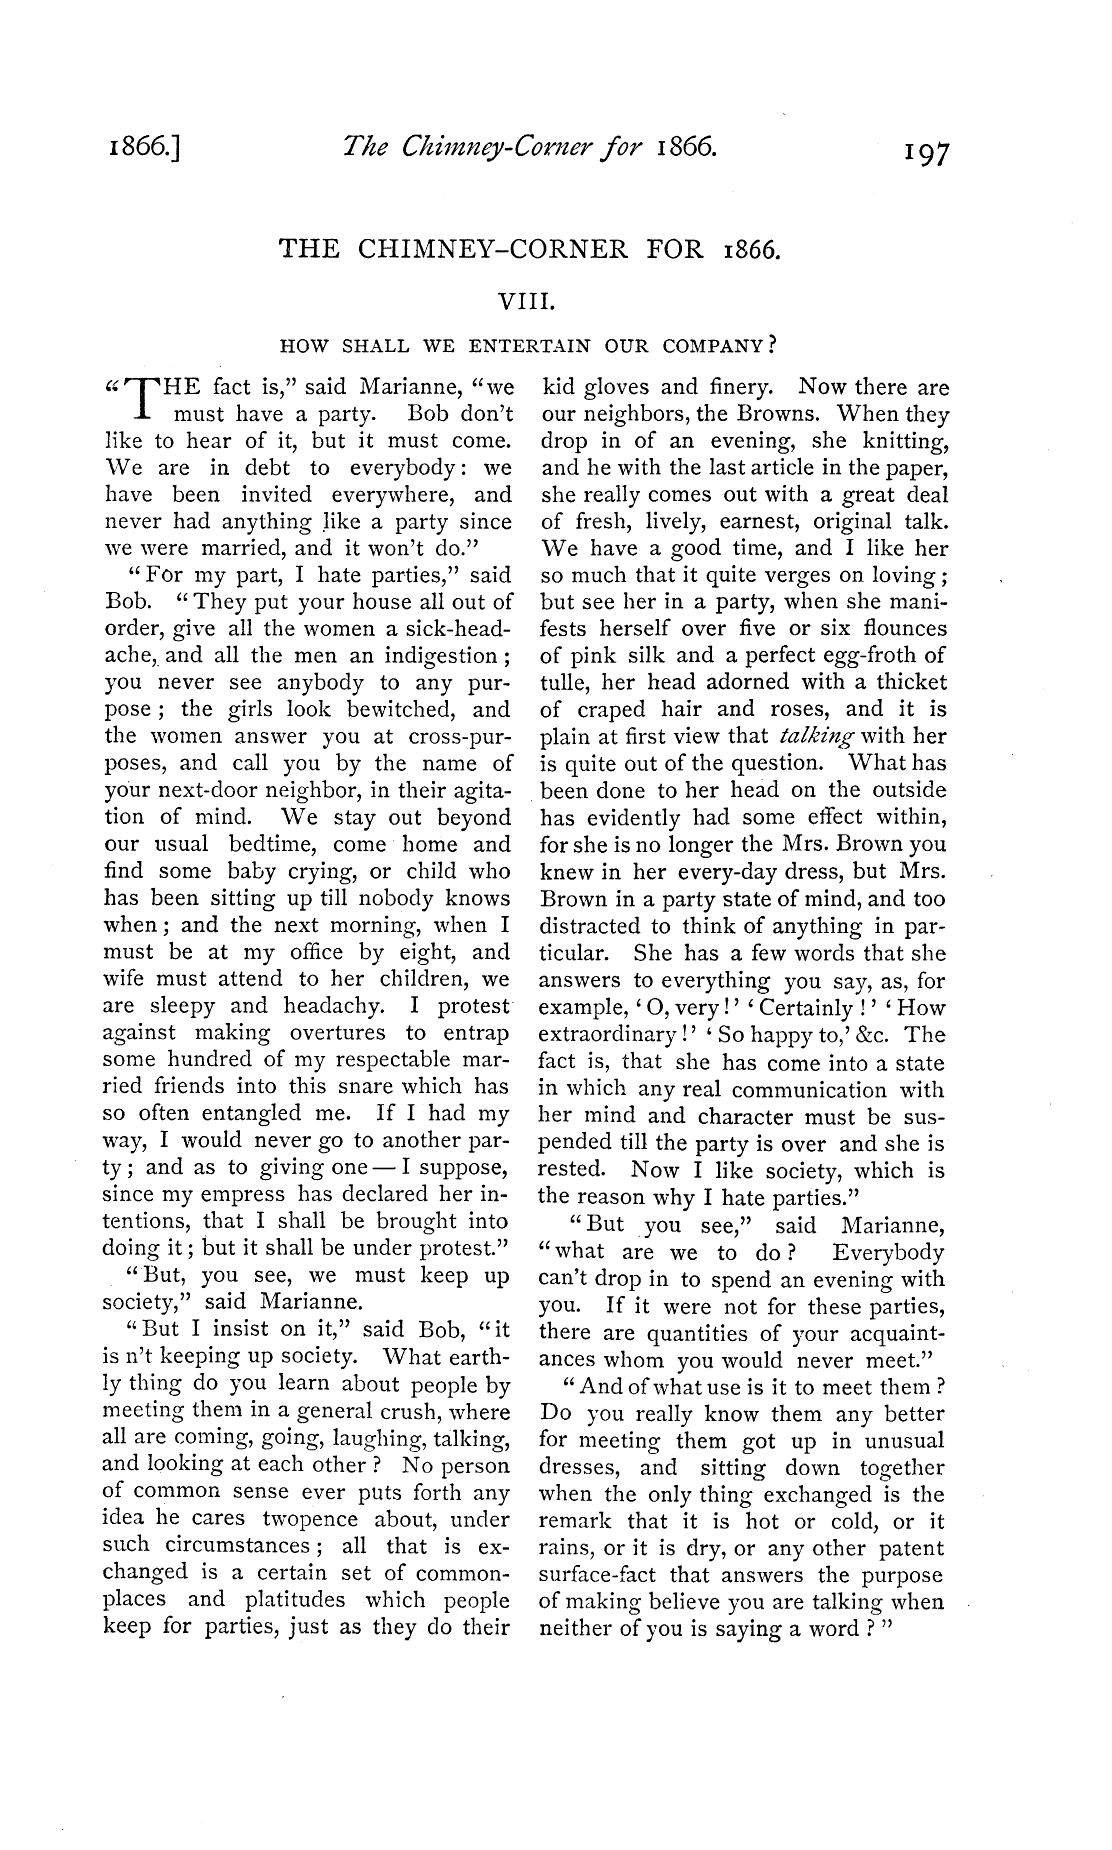 1866.] The Chimney-Corner for 1866. 197
THE CHIMNEY-CORNER FOR 1866.
VIII.
HOW SHALL WE ENTERTAIN OUR COMPANY?
“THE fact is,” said Marianne, “we
must have a party. Bob don't
like to hear of it, but it must come.
We are in debt to everybody: we
have been invited everywhere, and
never had anything like a party since
we were married, and it won't do.”
“For my part, I hate parties,” said
Bob. “They put your house all out of
order, give all the women a sick-head-
ache, and all the men an indigestion;
you never see anybody to any pur-
pose; the girls look bewitched, and
the women answer you at cross-pur-
poses, and call you by the name of
your next-door neighbor, in their agita-
tion of mind. We stay out beyond
our usual bedtime, come home and
find some baby crying, or child who
has been sitting up till nobody knows
when; and the next morning, when I
must be at my office by eight, and
wife must attend to her children, we
are sleepy and headachy. I protest
against making overtures to entrap
some hundred of my respectable mar-
ried friends into this snare which has
so often entangled me. If I had my
way, I would never go to another par-
ty; and as to giving one — I suppose,
since my empress has declared her in-
tentions, that I shall be brought into
doing it; but it shall be under protest.”
“But, you see, we must keep up
society,” said Marianne.
“But I insist on it,” said Bob, “it
is n't keeping up society. What earth-
ly thing do you learn about people by
meeting them in a general crush, where
all are coming, going, laughing, talking,
and looking at each other? No person
of common sense ever puts forth any
idea he cares twopence about, under
such circumstances; all that is ex-
changed is a certain set of common-
places and platitudes which people
keep for parties, just as they do their
kid gloves and finery. Now there are
our neighbors, the Browns. When they
drop in of an evening, she knitting,
and he with the last article in the paper,
she really comes out with a great deal
of fresh, lively, earnest, original talk.
We have a good time, and I like her
so much that it quite verges on loving;
but see her in a party, when she mani-
fests herself over five or six flounces
of pink silk and a perfect egg-froth of
tulle, her head adorned with a thicket
of craped hair and roses, and it is
plain at first view that talking with her
is quite out of the question. What has
been done to her head on the outside
has evidently had some effect within,
for she is no longer the Mrs. Brown you
knew in her every-day dress, but Mrs.
Brown in a party state of mind, and too
distracted to think of anything in par-
ticular. She has a few words that she
answers to everything you say, as, for
example, ‘O, very!’ ‘Certainly!’ ‘How
extraordinary!’ ‘So happy to,’ &c. The
fact is, that she has come into a state
in which any real communication with
her mind and character must be sus-
pended till the party is over and she is
rested. Now I like society, which is
the reason why I hate parties.”
“But you see,” said Marianne,
“what are we to do? Everybody
can't drop in to spend an evening with
you. If it were not for these parties,
there are quantities of your acquaint-
ances whom you would never meet.”
“And of what use is it to meet them?
Do you really know them any better
for meeting them got up in unusual
dresses, and sitting down together
when the only thing exchanged is the
remark that it is hot or cold, or it
rains, or it is dry, or any other patent
surface-fact that answers the purpose
of making believe you are talking when
neither of you is saying a word?”